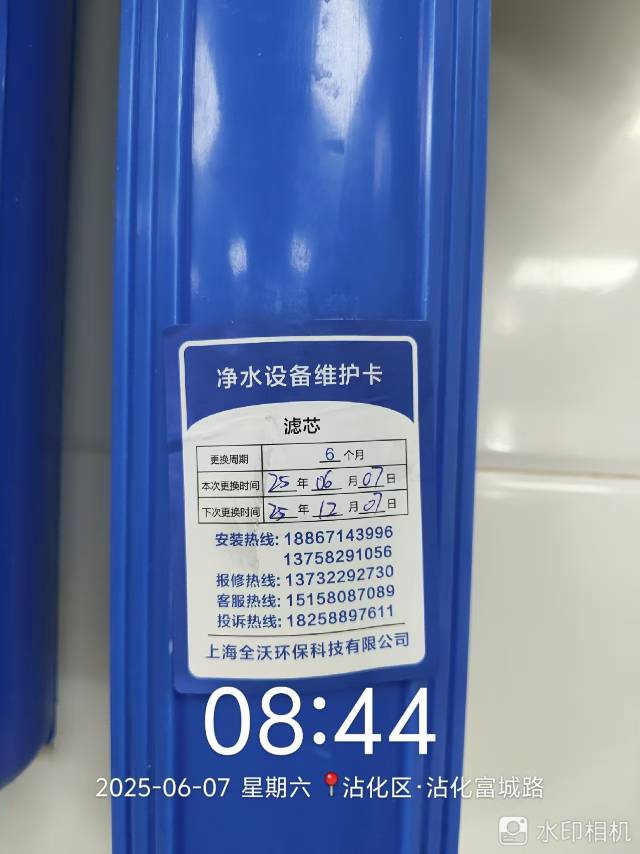 净水设备维护卡
滤芯
更换周期 6 个月
本次更换时间 25 年 06 月 07 日
下次更换时间 25 年 12 月 07 日
安装热线: 18867143996
13758291056
报修热线: 13732292730
客服热线: 15158087089
投诉热线: 18258897611
上海全沃环保科技有限公司
08:44
2025-06-07 星期六 沾化区·沾化富城路
水印相机